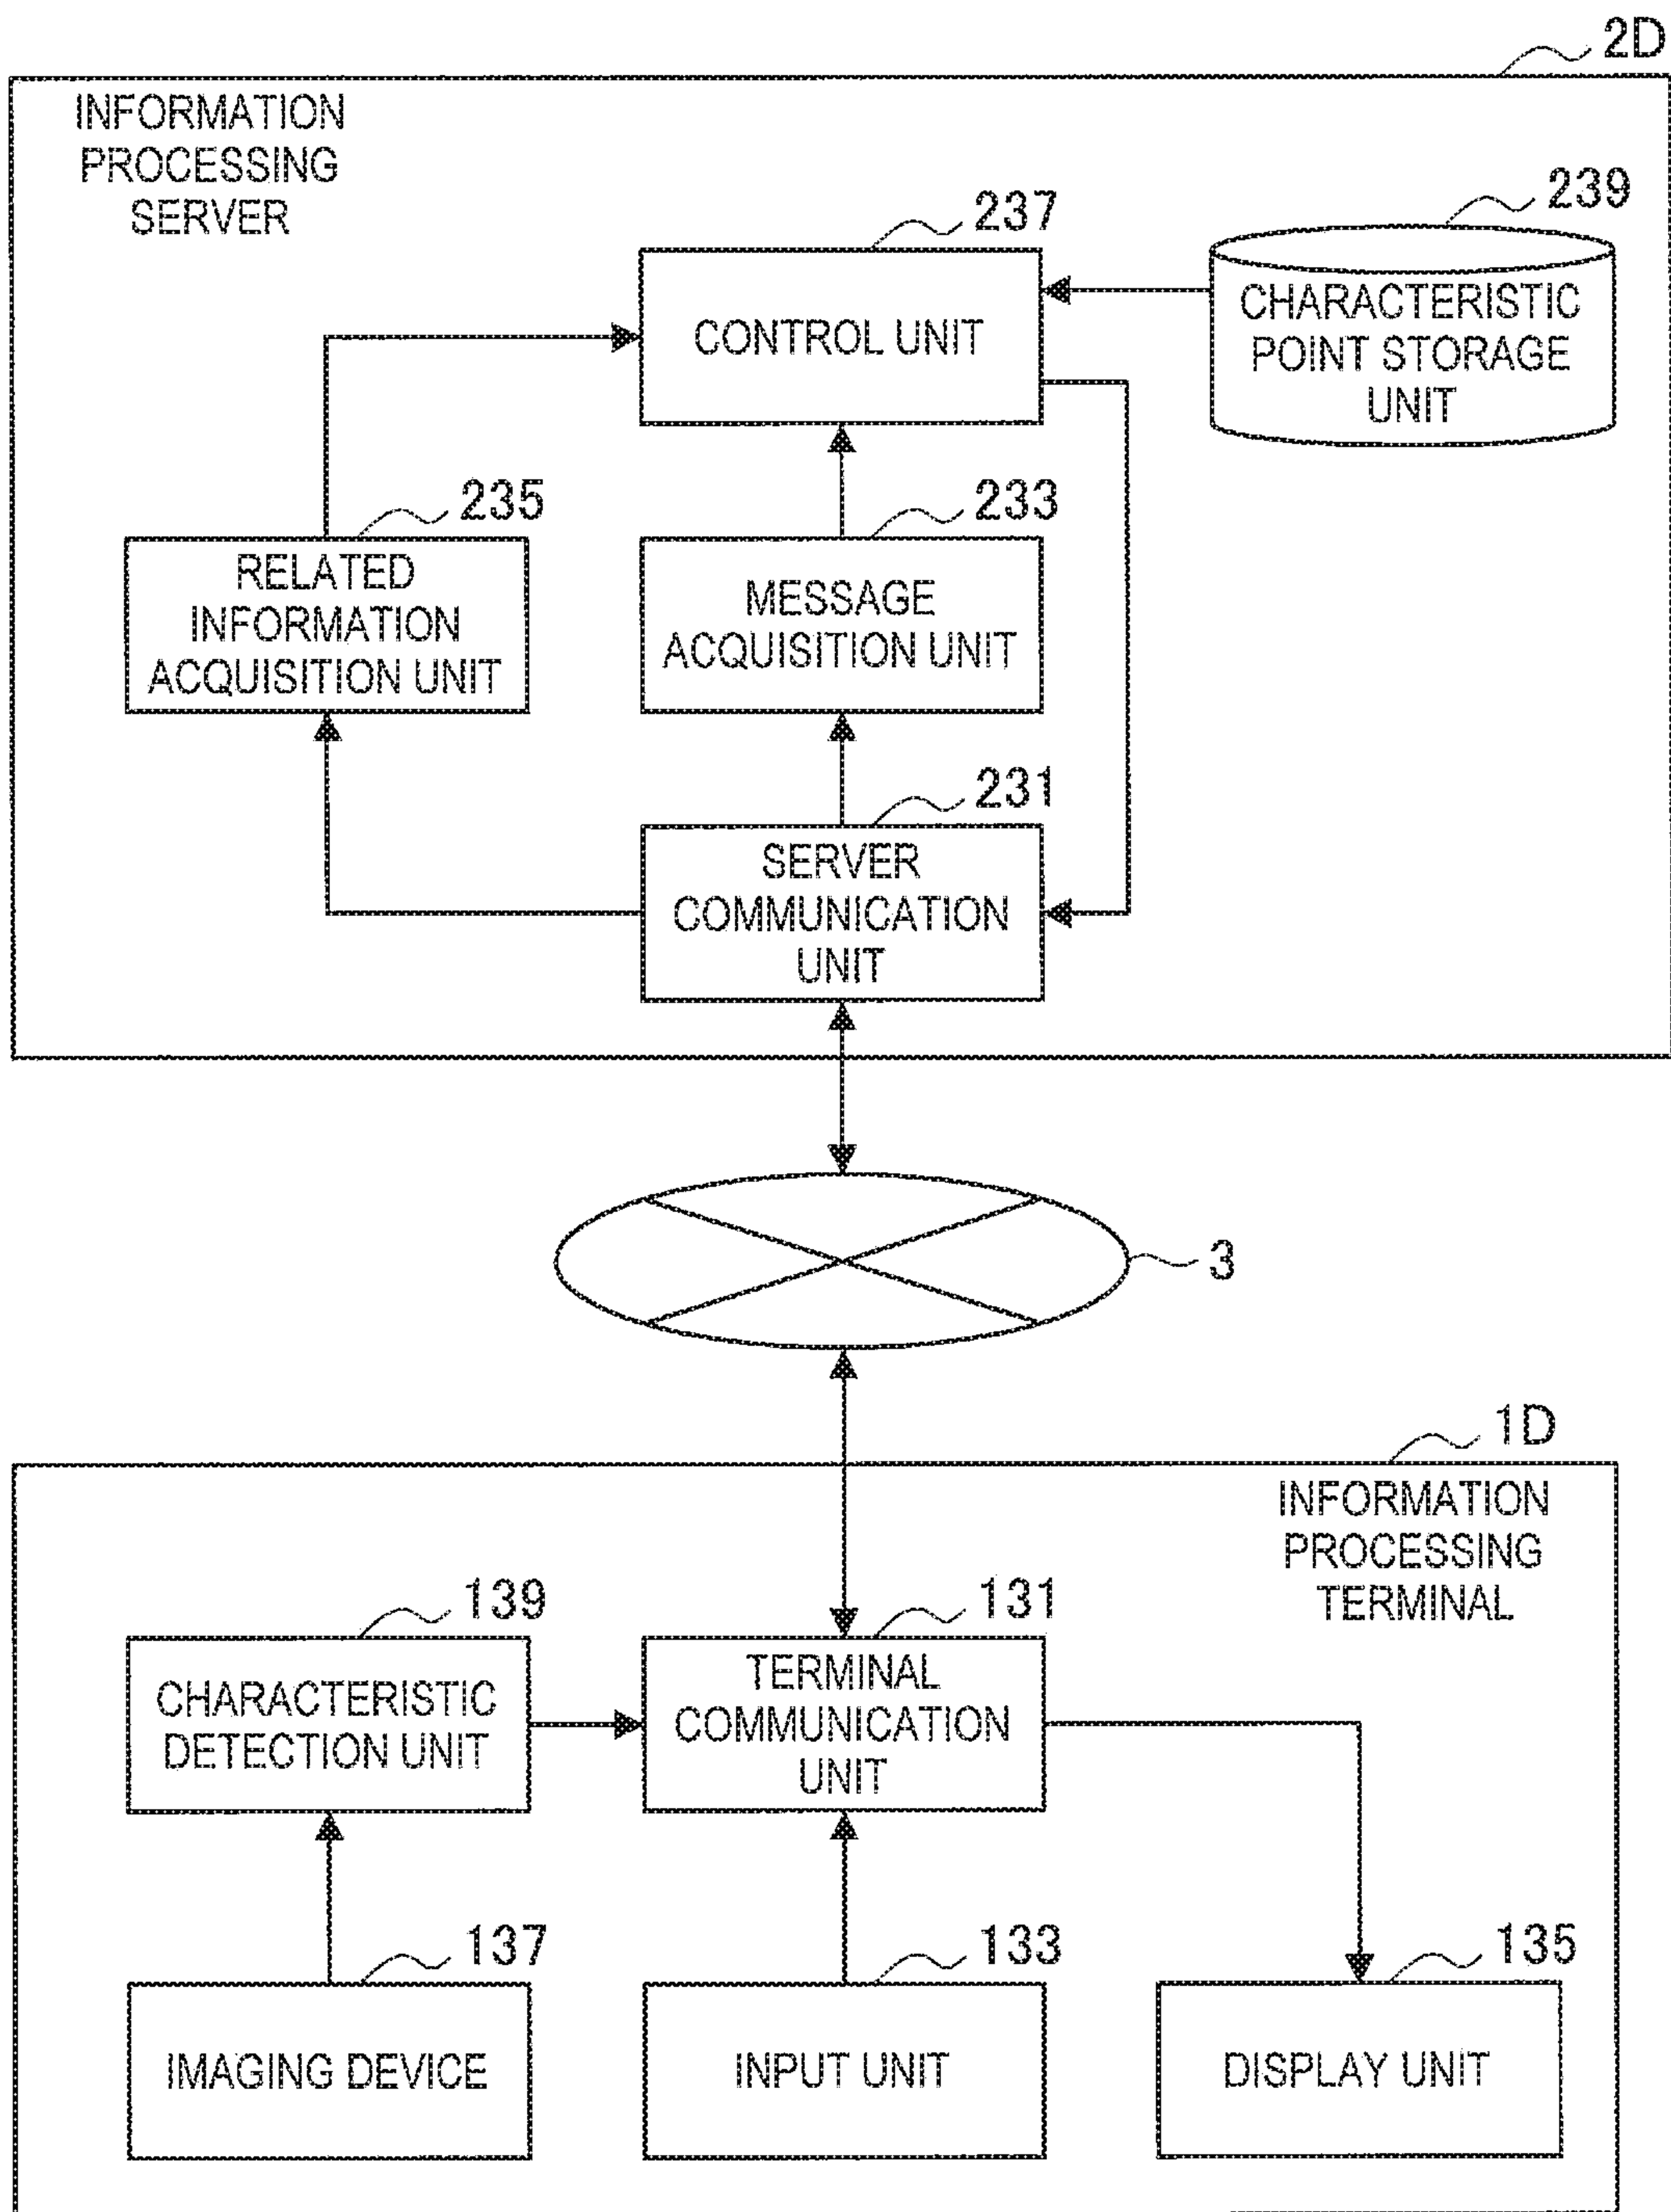 2D
INFORMATION
PROCESSING
SERVER
237
239
CONTROL UNIT
CHARACTERISTIC
POINT STORAGE
UNIT
235
233
RELATED
INFORMATION
ACQUISITION UNIT
MESSAGE
ACQUISITION UNIT
231
SERVER
COMMUNICATION
UNIT
3
1D
INFORMATION
PROCESSING
TERMINAL
139
131
CHARACTERISTIC
DETECTION UNIT
TERMINAL
COMMUNICATION
UNIT
137
133
135
IMAGING DEVICE
INPUT UNIT
DISPLAY UNIT